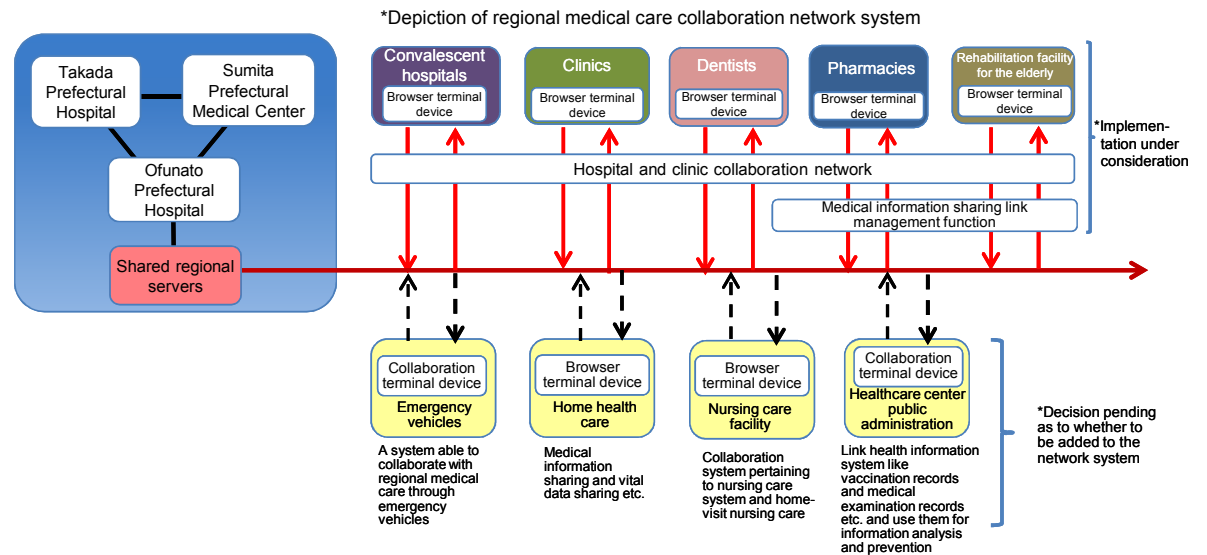 *Depiction of regional medical care collaboration network system
Takada
Prefectural
Hospital
Sumita
Prefectural
Medical Center
Ofunato
Prefectural
Hospital
Shared regional
servers
Convalescent
hospitals
Browser terminal
device
Clinics
Browser terminal
device
Dentists
Browser terminal
device
Pharmacies
Browser terminal
device
Rehabilitation facility
for the elderly
Browser terminal
device
*Implemen-
tation under
consideration
Hospital and clinic collaboration network
Medical information sharing link
management function
Collaboration
terminal device
Emergency
vehicles
A system able to
collaborate with
regional medical
care through
emergency
vehicles
Browser
terminal device
Home health
care
Medical
information
sharing and vital
data sharing etc.
Browser
terminal device
Nursing care
facility
Collaboration
system pertaining
to nursing care
system and home-
visit nursing care
Collaboration
terminal device
Healthcare center
public
administration
Link health information
system like
vaccination records
and medical
examination records
etc. and use them for
information analysis
and prevention
*Decision pending
as to whether to
be added to the
network system